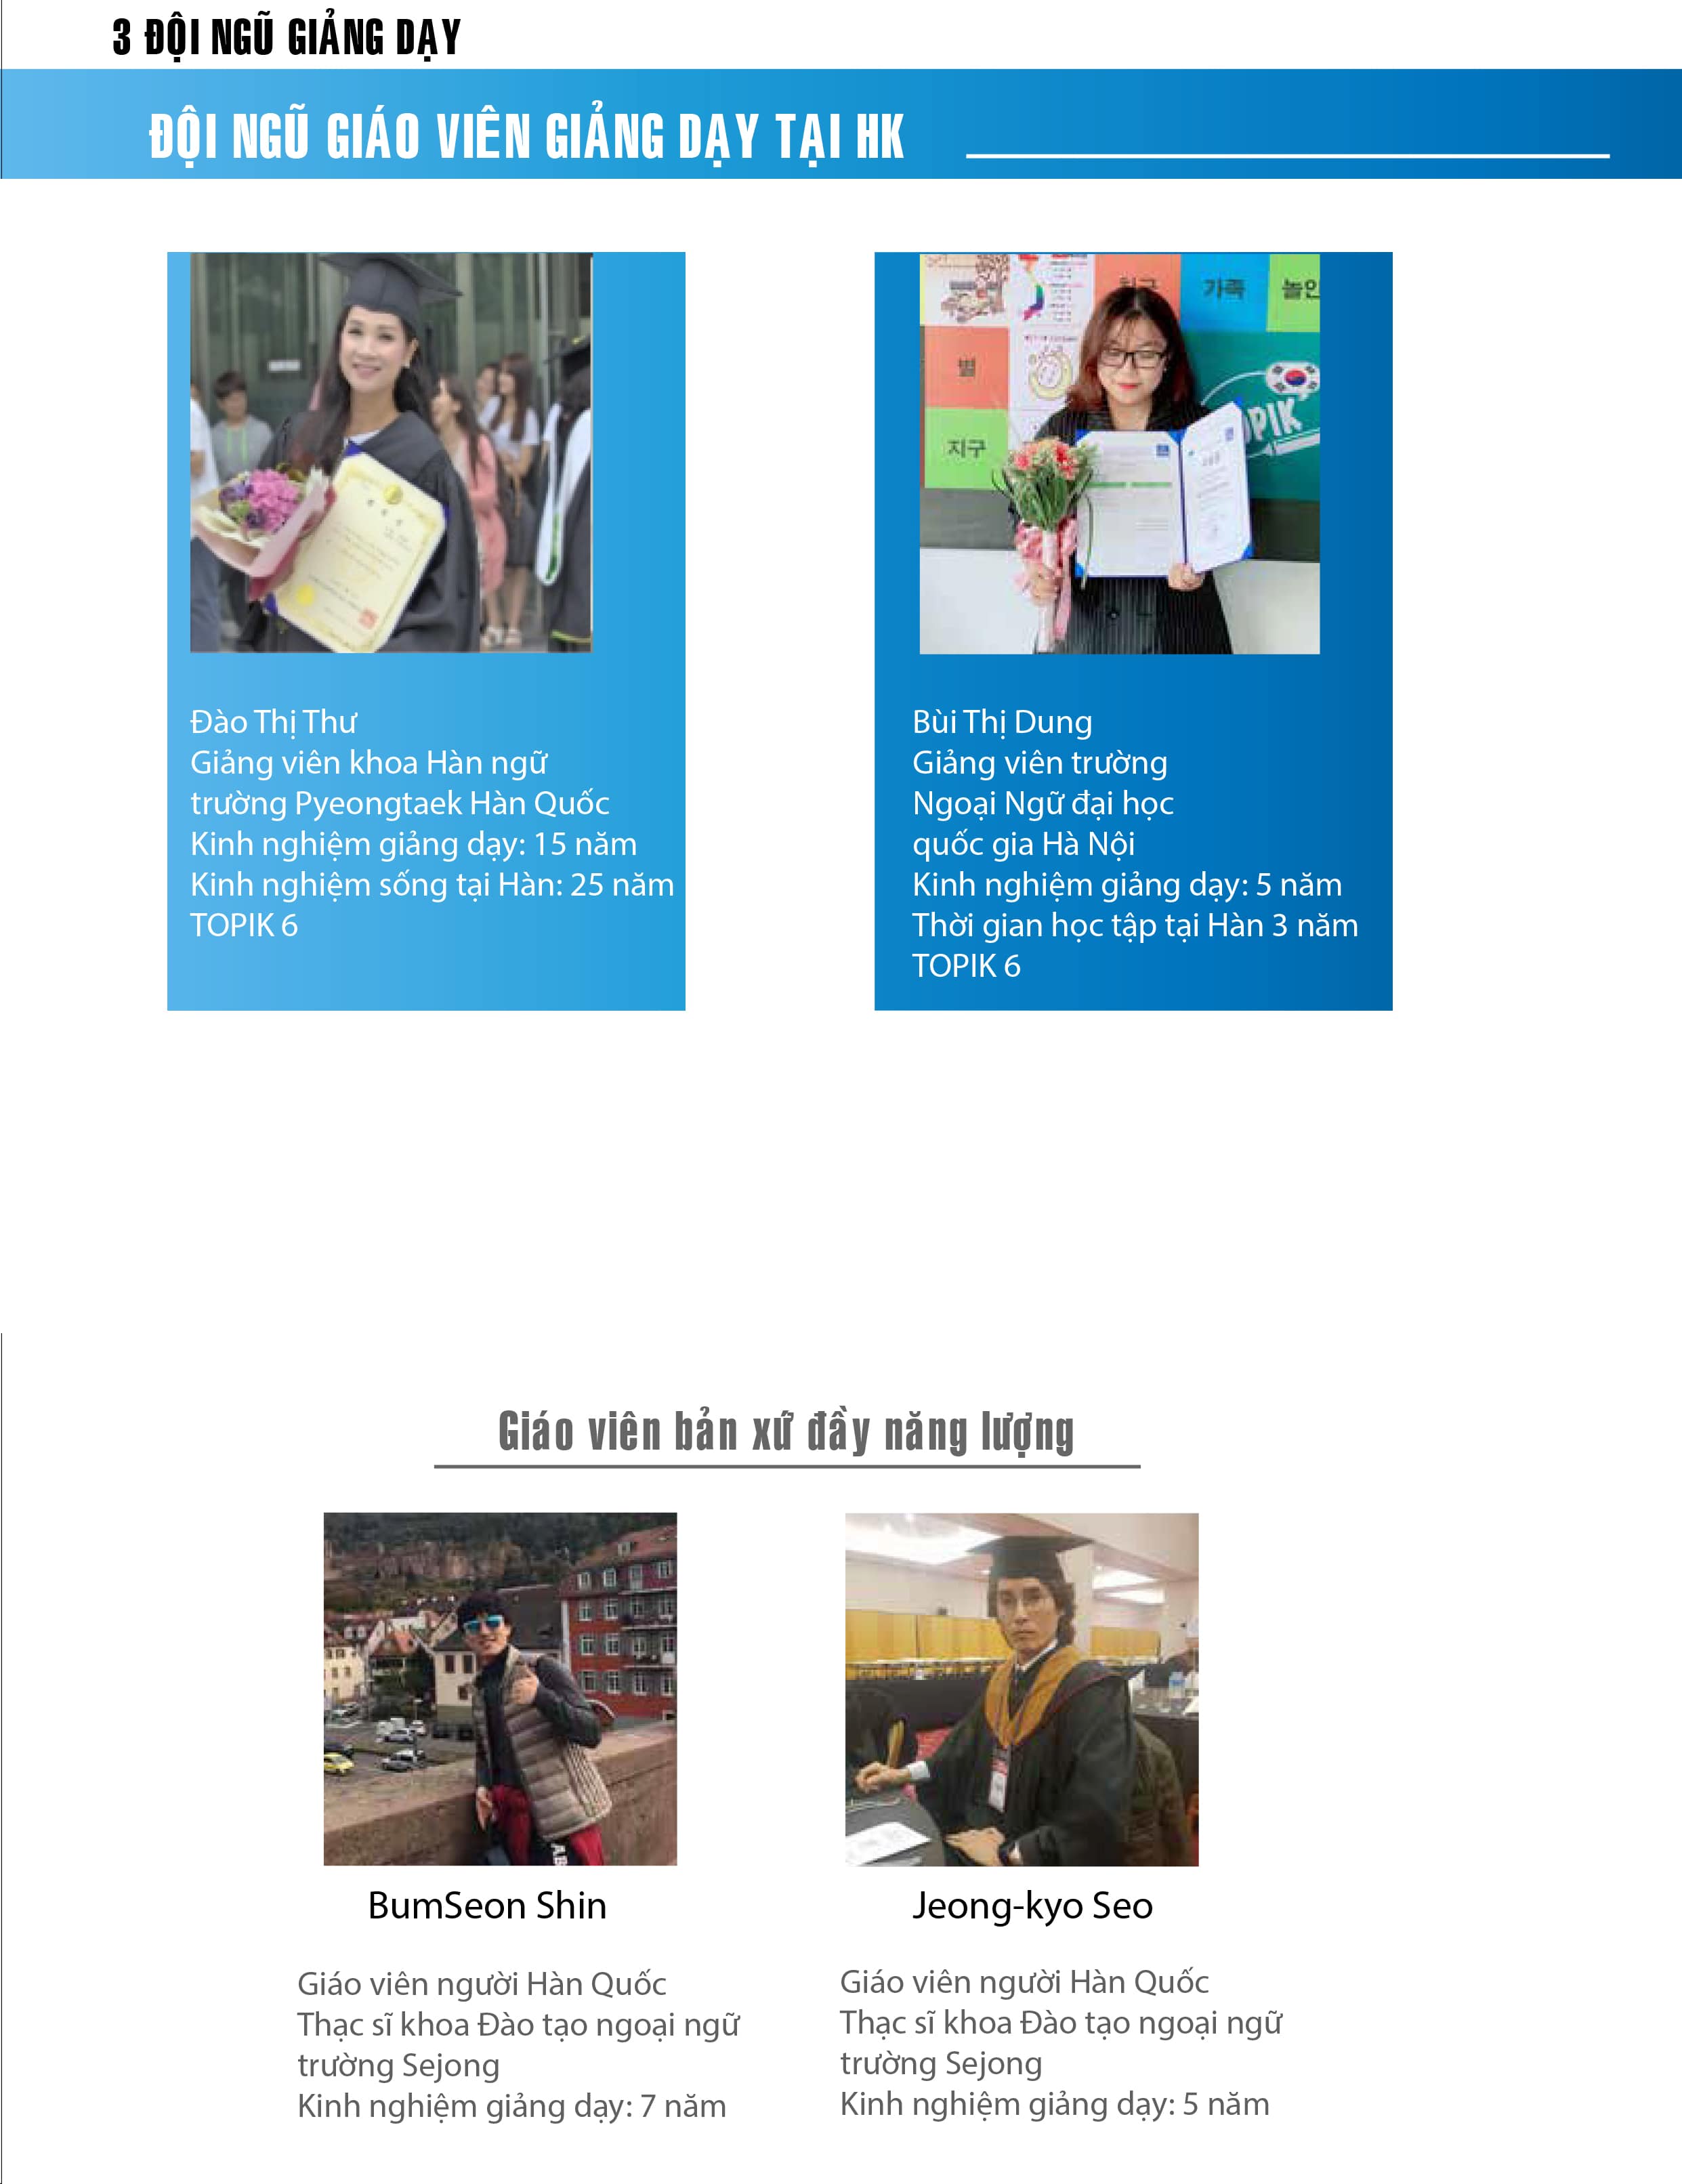 3 ĐỘI NGŨ GIẢNG DẠY
ĐỘI NGŨ GIÁO VIÊN GIẢNG DẠY TẠI HK
가족
별
지구
Đào Thị Thư
Giảng viên khoa Hàn ngữ
trường Pyeongtaek Hàn Quốc
Kinh nghiệm giảng dạy: 15 năm
Kinh nghiệm sống tại Hàn: 25 năm
TOPIK 6
Bùi Thị Dung
Giảng viên trường
Ngoại Ngữ đại học
quốc gia Hà Nội
Kinh nghiệm giảng dạy: 5 năm
Thời gian học tập tại Hàn 3 năm
TOPIK 6
Giáo viên bản xứ đầy năng lượng
BumSeon Shin
Giáo viên người Hàn Quốc
Thạc sĩ khoa Đào tạo ngoại ngữ
trường Sejong
Kinh nghiệm giảng dạy: 7 năm
Jeong-kyo Seo
Giáo viên người Hàn Quốc
Thạc sĩ khoa Đào tạo ngoại ngữ
trường Sejong
Kinh nghiệm giảng dạy: 5 năm